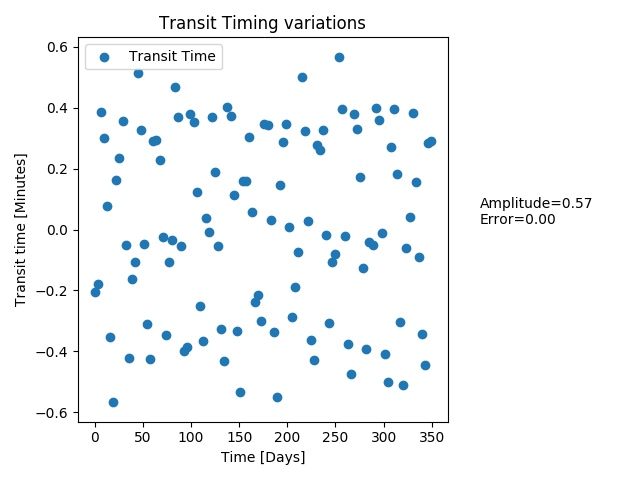 Transit Timing variations
Transit Time
0.6
0.4
0.2
0.0
−0.2
−0.4
−0.6
Transit time [Minutes]
0 50 100 150 200 250 300 350
Time [Days]
Amplitude=0.57
Error=0.00